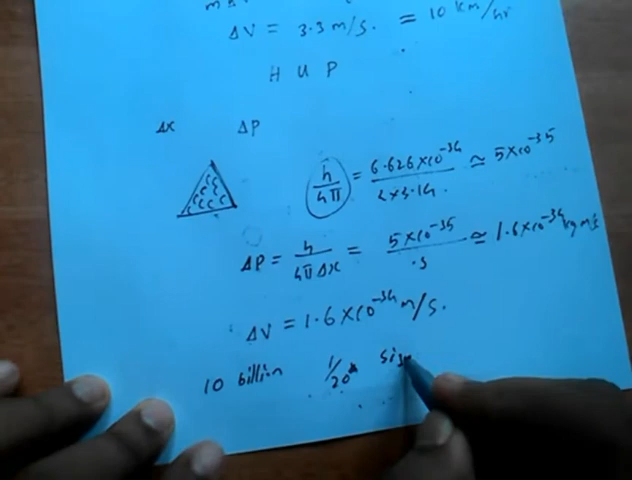 ΔV = 3.3 m/s. = 10 km/hr
H U P
Δx ΔP
h/4π = 6.626×10^-34 / 4×3.14. ≃ 5×10^-35
ΔP = h/4πΔx = 5×10^-35 / .3 ≃ 1.6×10^-34 kg m/s
ΔV = 1.6×10^-34 m/s.
10 billion 1/20